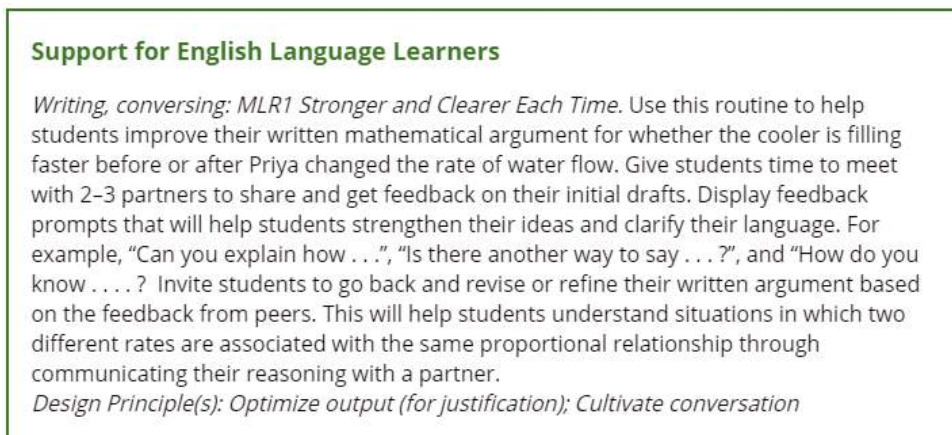 Support for English Language Learners
Writing, conversing: MLR1 Stronger and Clearer Each Time. Use this routine to help
students improve their written mathematical argument for whether the cooler is filling
faster before or after Priya changed the rate of water flow. Give students time to meet
with 2–3 partners to share and get feedback on their initial drafts. Display feedback
prompts that will help students strengthen their ideas and clarify their language. For
example, “Can you explain how . . .”, “Is there another way to say . . . ?”, and “How do you
know . . . . ?  Invite students to go back and revise or refine their written argument based
on the feedback from peers. This will help students understand situations in which two
different rates are associated with the same proportional relationship through
communicating their reasoning with a partner.
Design Principle(s): Optimize output (for justification); Cultivate conversation